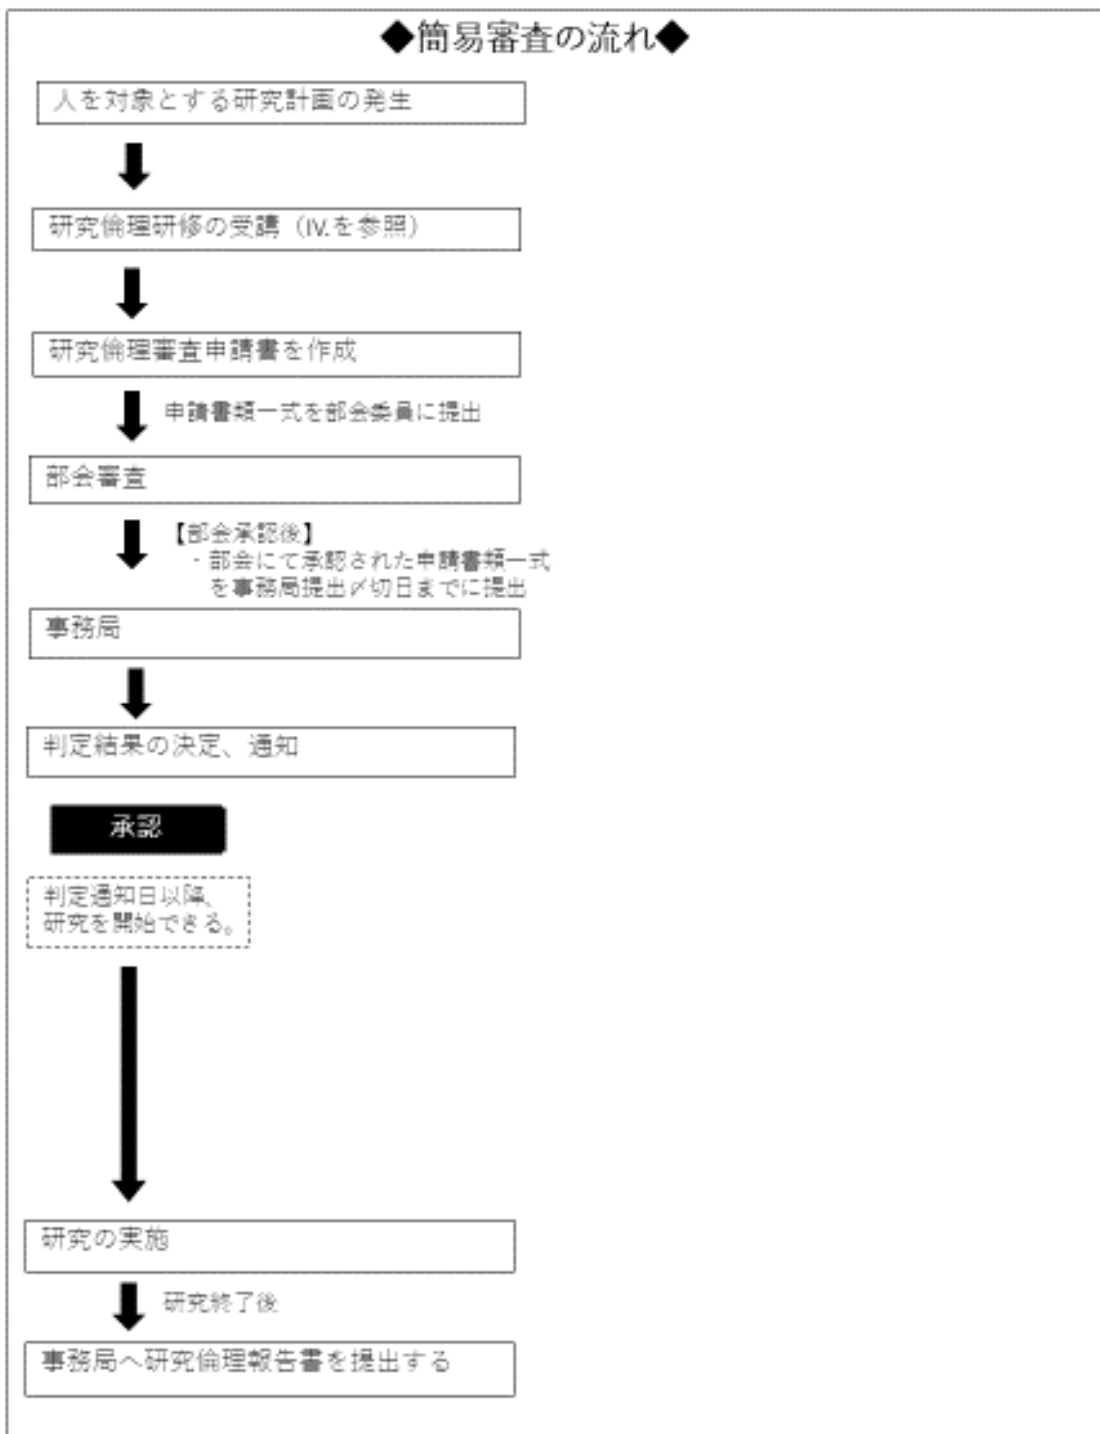 ◆簡易審査の流れ◆
人を対象とする研究計画の発生
研究倫理研修の受講（Ⅳ.を参照）
研究倫理審査申請書を作成
申請書類一式を部会委員に提出
部会審査
【部会承認後】
・部会にて承認された申請書類一式
を事務局提出〆切日までに提出
事務局
判定結果の決定、通知
承認
判定通知日以降、
研究を開始できる。
研究の実施
研究終了後
事務局へ研究倫理報告書を提出する